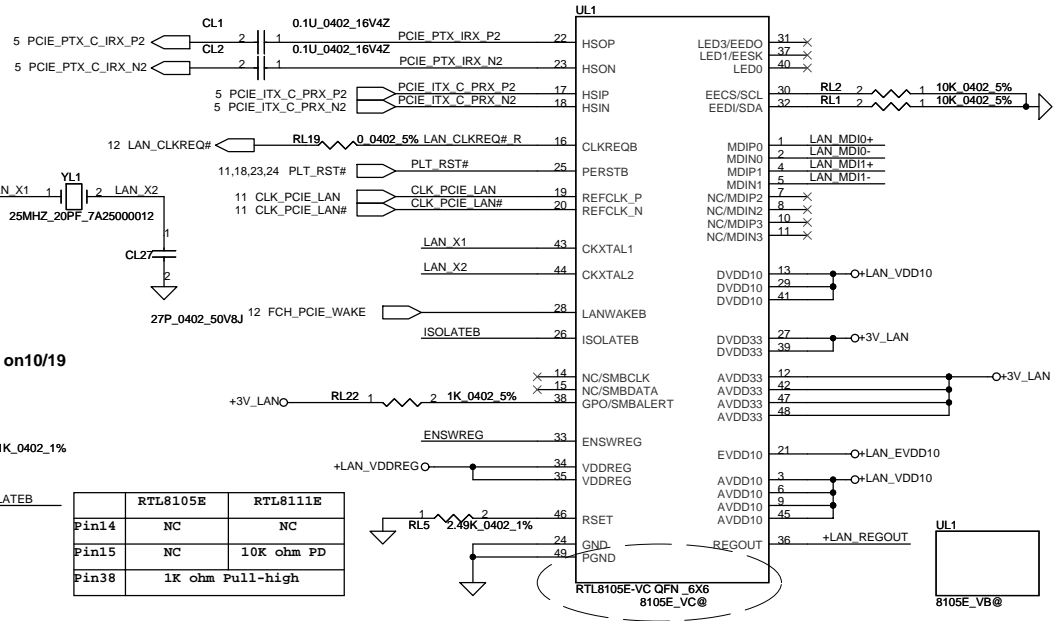 UL1
CL1
0.1U_0402_16V4Z
5 PCIE_PTX_C_IRX_P2
2
1
PCIE_PTX_IRX_P2
22
HSOP
LED3/EEDO
31
CL2
0.1U_0402_16V4Z
LED1/EESK
37
5 PCIE_PTX_C_IRX_N2
2
1
PCIE_PTX_IRX_N2
23
HSON
LED0
40
5 PCIE_ITX_C_PRX_P2
PCIE_ITX_C_PRX_P2
17
HSIP
EECS/SCL
30
RL2
2
1
10K_0402_5%
5 PCIE_ITX_C_PRX_N2
PCIE_ITX_C_PRX_N2
18
HSIN
EEDI/SDA
32
RL1
2
1
10K_0402_5%
12 LAN_CLKREQ#
RL19
0_0402_5%
LAN_CLKREQ#_R
16
CLKREQB
MDIP0
1
LAN_MDI0+
MDIN0
2
LAN_MDI0-
11,18,23,24 PLT_RST#
PLT_RST#
25
PERSTB
MDIP1
4
LAN_MDI1+
MDIN1
5
LAN_MDI1-
11 CLK_PCIE_LAN
CLK_PCIE_LAN
19
REFCLK_P
NC/MDIP2
7
11 CLK_PCIE_LAN#
CLK_PCIE_LAN#
20
REFCLK_N
NC/MDIN2
8
NC/MDIP3
10
NC/MDIN3
11
YL1
N_X1
1
2
LAN_X2
25MHZ_20PF_7A25000012
LAN_X1
43
CKXTAL1
1
CL27
2
27P_0402_50V8J
LAN_X2
44
CKXTAL2
DVDD10
13
+LAN_VDD10
DVDD10
29
DVDD10
41
12 FCH_PCIE_WAKE
28
LANWAKEB
ISOLATEB
26
ISOLATEB
DVDD33
27
+3V_LAN
DVDD33
39
on10/19
14
NC/SMBCLK
AVDD33
12
+3V_LAN
15
NC/SMBDATA
AVDD33
42
+3V_LAN
RL22
1
2
1K_0402_5%
38
GPO/SMBALERT
AVDD33
47
AVDD33
48
1K_0402_1%
ENSWREG
33
ENSWREG
EVDD10
21
+LAN_EVDD10
+LAN_VDDREG
34
VDDREG
35
VDDREG
AVDD10
3
+LAN_VDD10
AVDD10
6
AVDD10
9
AVDD10
45
LATEB
RTL8105E RTL8111E
Pin14 NC NC
Pin15 NC 10K ohm PD
Pin38 1K ohm Pull-high
1
2
RL5
2.49K_0402_1%
46
RSET
24
GND
49
PGND
REGOUT
36
+LAN_REGOUT
RTL8105E-VC QFN _6X6
8105E_VC@
UL1
8105E_VB@